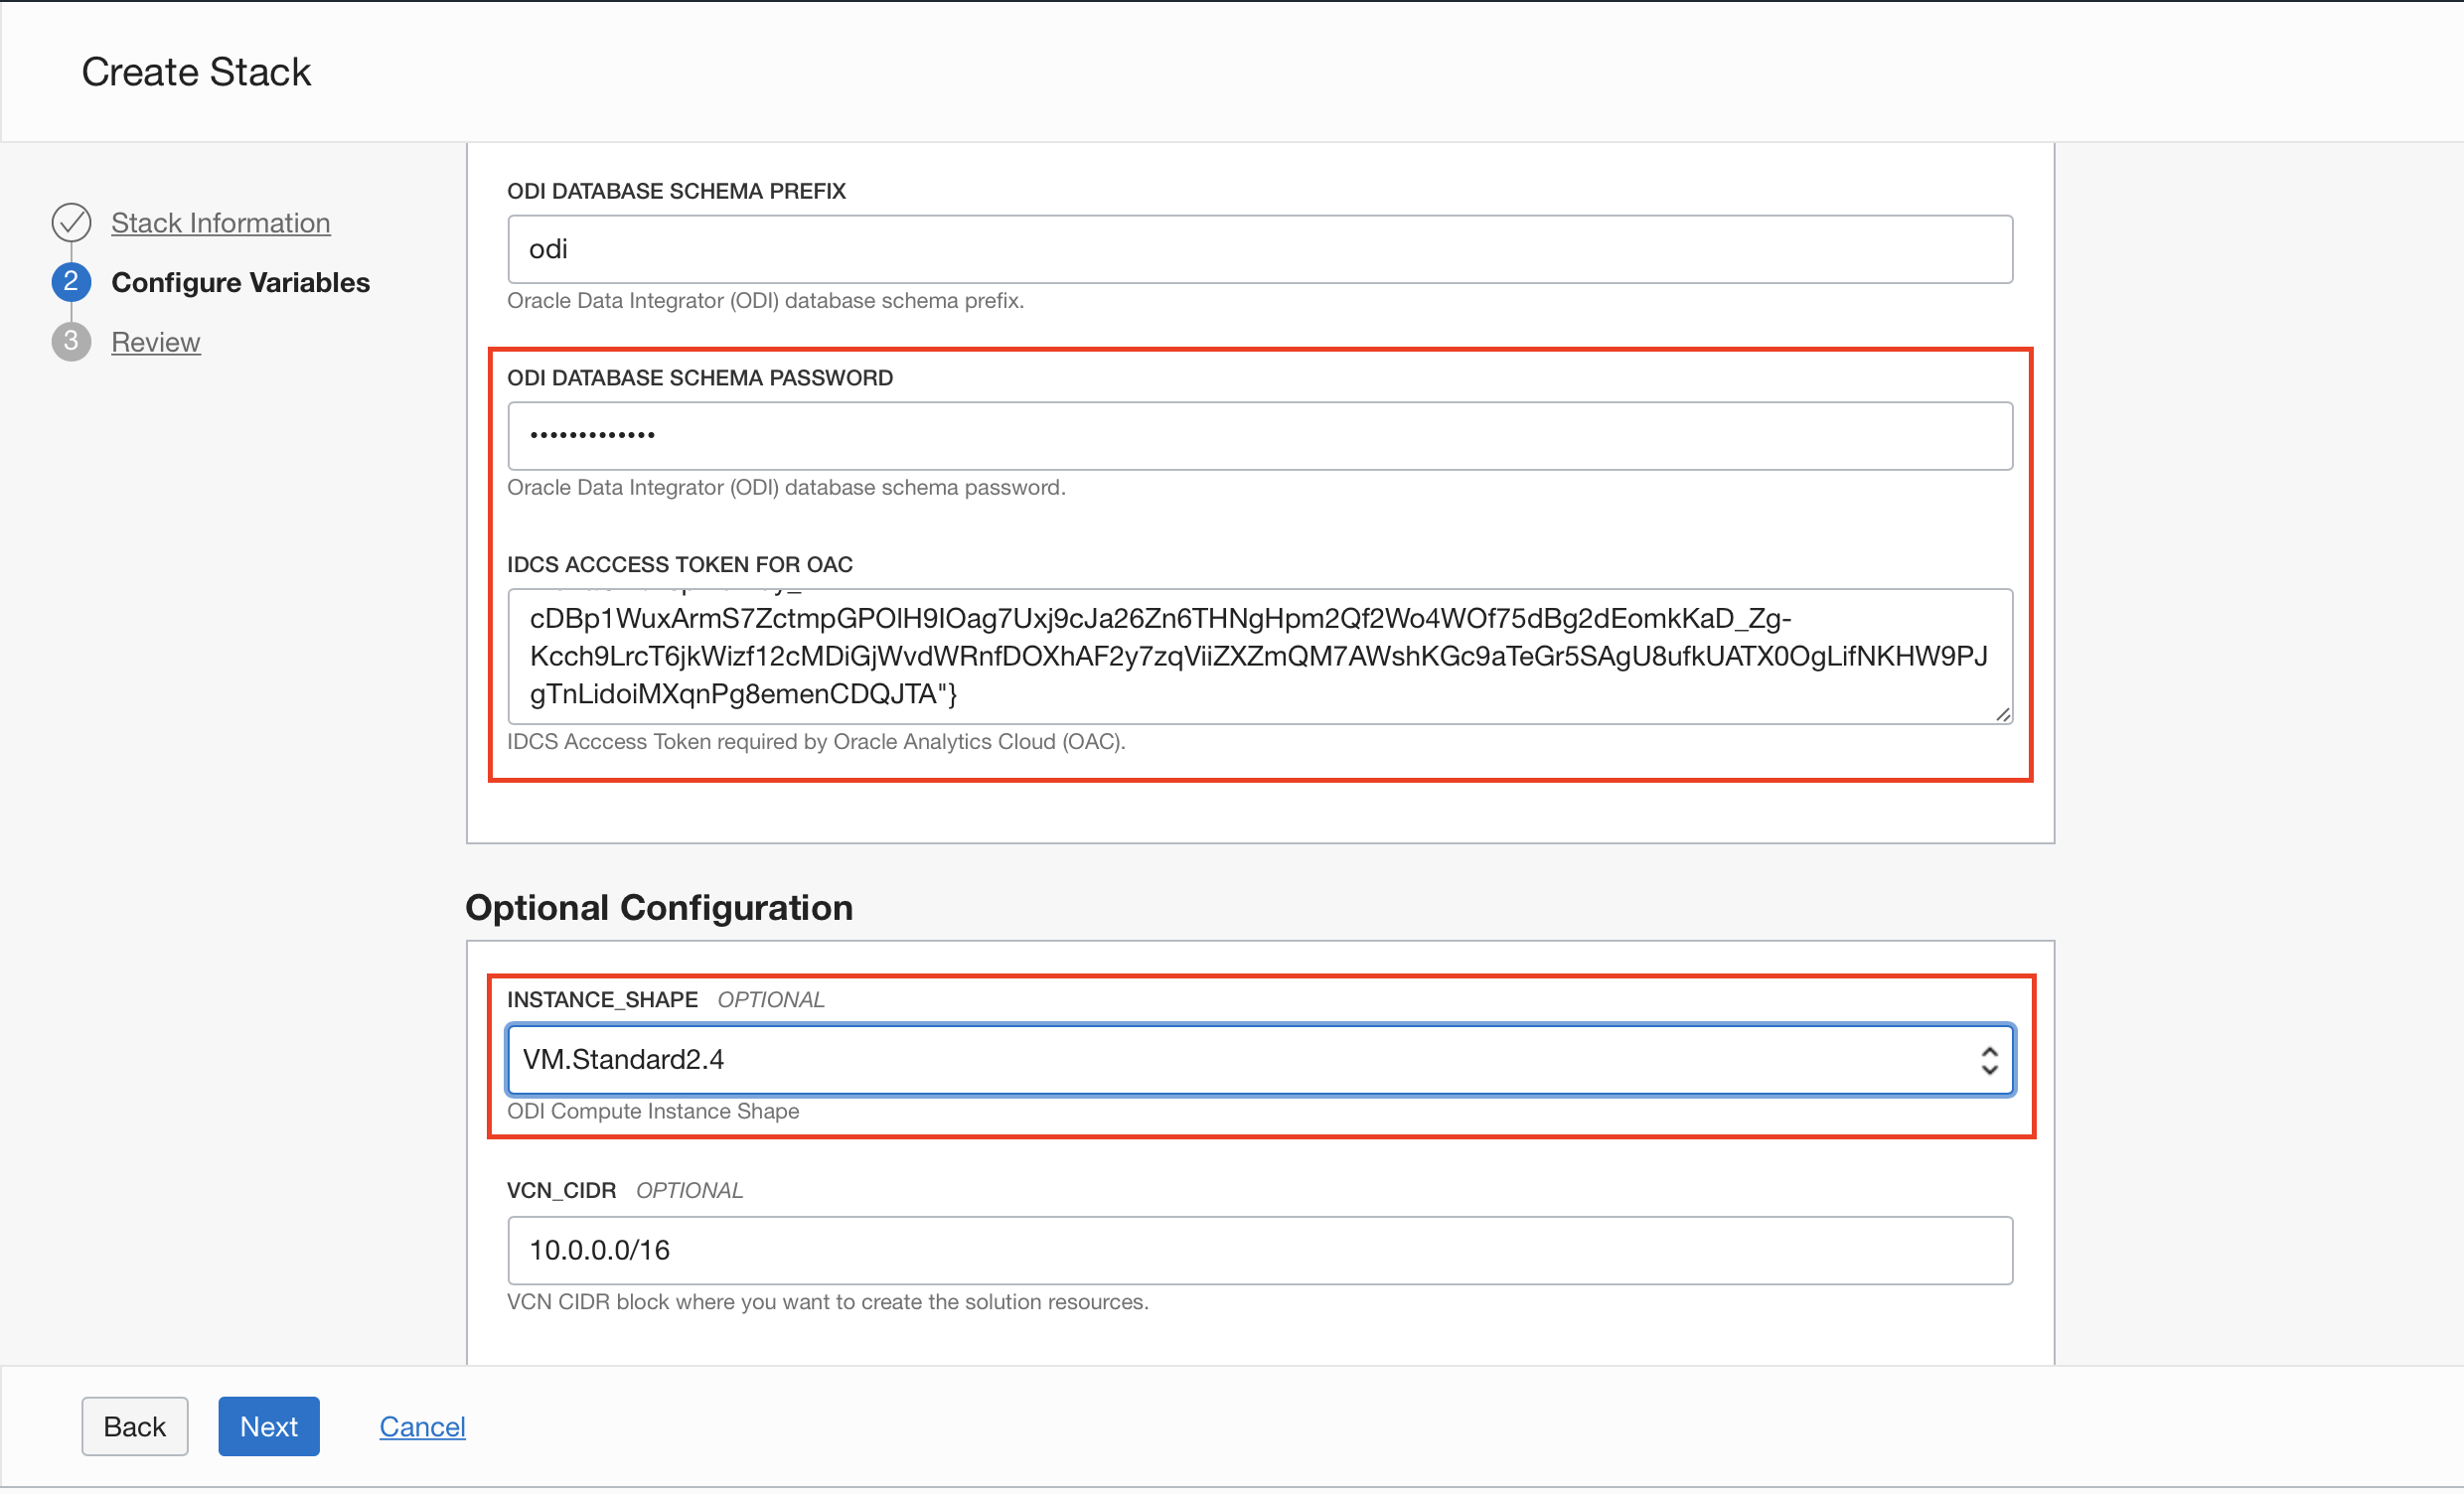 Create Stack
Stack Information
2 Configure Variables
3 Review
ODI DATABASE SCHEMA PREFIX
odi
Oracle Data Integrator (ODI) database schema prefix.
ODI DATABASE SCHEMA PASSWORD
•••••••••••••
Oracle Data Integrator (ODI) database schema password.
IDCS ACCCESS TOKEN FOR OAC
cDBp1WuxArmS7ZctmpGPOlH9IOag7Uxj9cJa26Zn6THNgHpm2Qf2Wo4WOf75dBg2dEomkKaD_Zg-
Kcch9LrcT6jkWizf12cMDiGjWvdWRnfDOXhAF2y7zqViiZXZmQM7AWshKGc9aTeGr5SAgU8ufkUATX0OgLifNKHW9PJ
gTnLidoiMXqnPg8emenCDQJTA"}
IDCS Acccess Token required by Oracle Analytics Cloud (OAC).
Optional Configuration
INSTANCE_SHAPE OPTIONAL
VM.Standard2.4
ODI Compute Instance Shape
VCN_CIDR OPTIONAL
10.0.0.0/16
VCN CIDR block where you want to create the solution resources.
Back Next Cancel